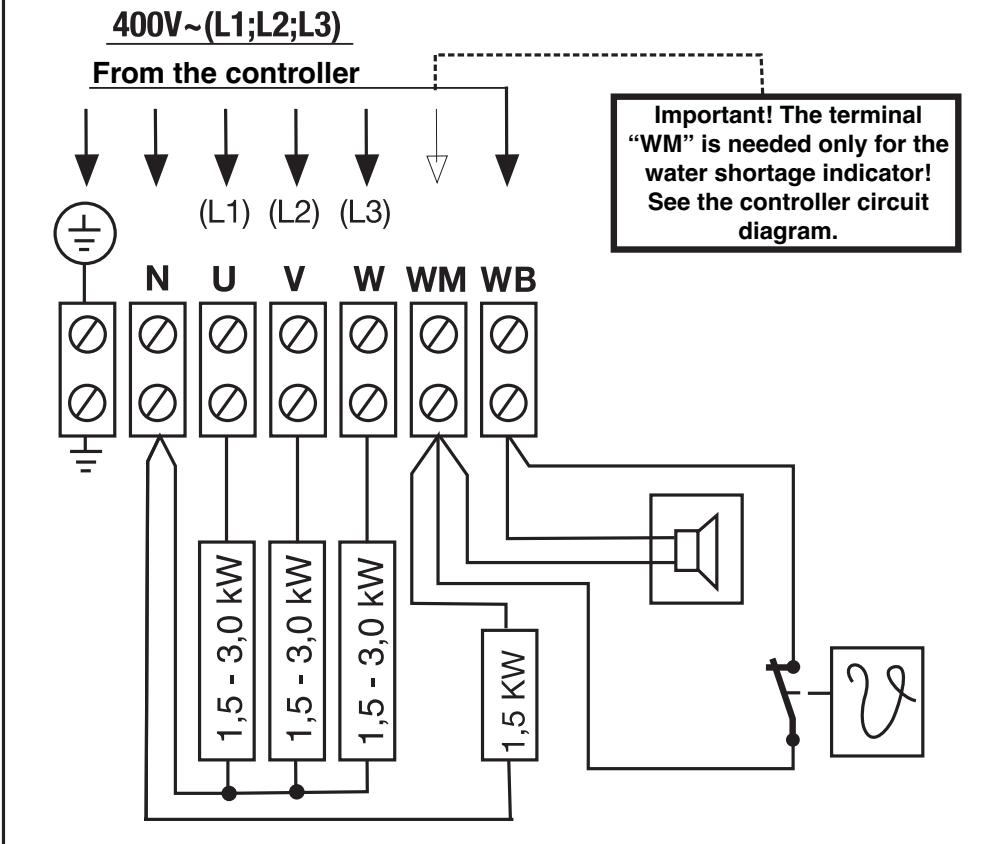 400V~(L1;L2;L3)
From the controller
Important! The terminal
“WM” is needed only for the
water shortage indicator!
See the controller circuit
diagram.
(L1) (L2) (L3)
N U V W WM WB
1,5 - 3,0 kW
1,5 - 3,0 kW
1,5 - 3,0 kW
1,5 KW